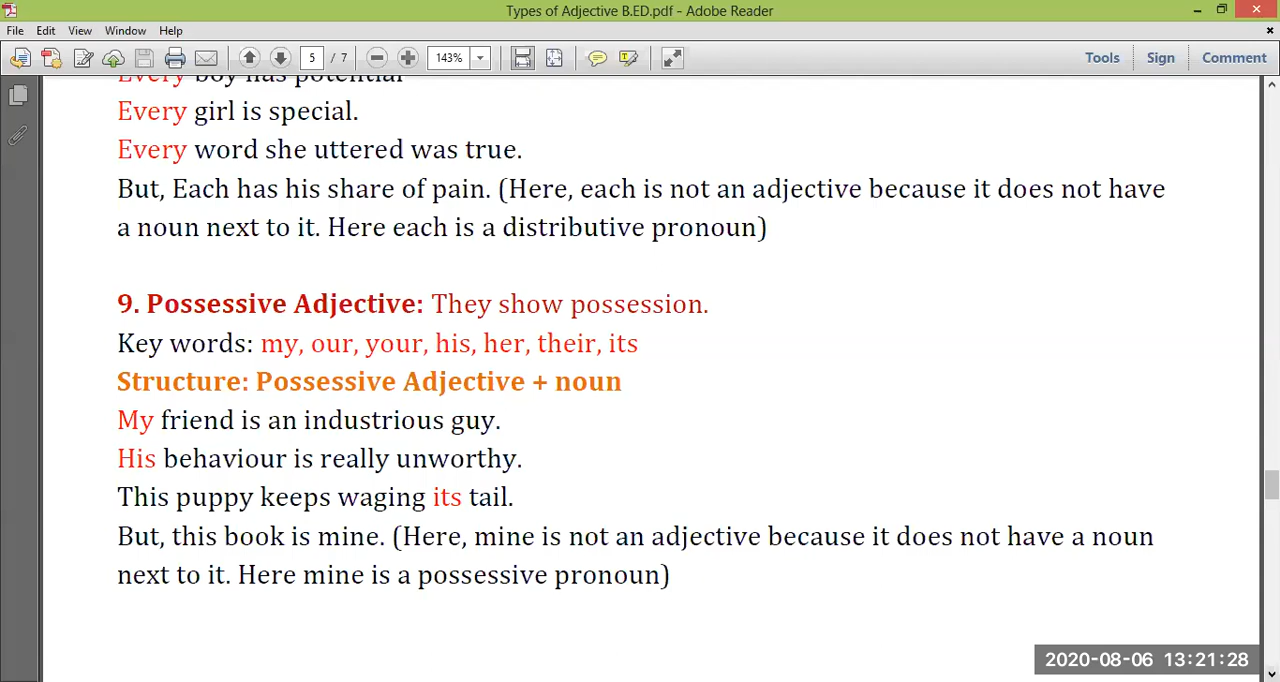 Types of Adjective B.ED.pdf - Adobe Reader
File Edit View Window Help
5 / 7 143% Tools Sign Comment
Every boy has potential
Every girl is special.
Every word she uttered was true.
But, Each has his share of pain. (Here, each is not an adjective because it does not have
a noun next to it. Here each is a distributive pronoun)
9. Possessive Adjective: They show possession.
Key words: my, our, your, his, her, their, its
Structure: Possessive Adjective + noun
My friend is an industrious guy.
His behaviour is really unworthy.
This puppy keeps waging its tail.
But, this book is mine. (Here, mine is not an adjective because it does not have a noun
next to it. Here mine is a possessive pronoun)
2020-08-06 13:21:28